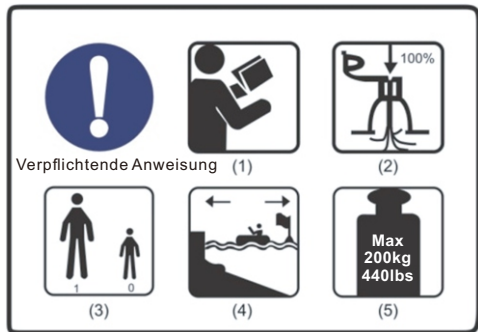 100%
Verpflichtende Anweisung (1) (2)
1 0
Max
200kg
440lbs
(3) (4) (5)